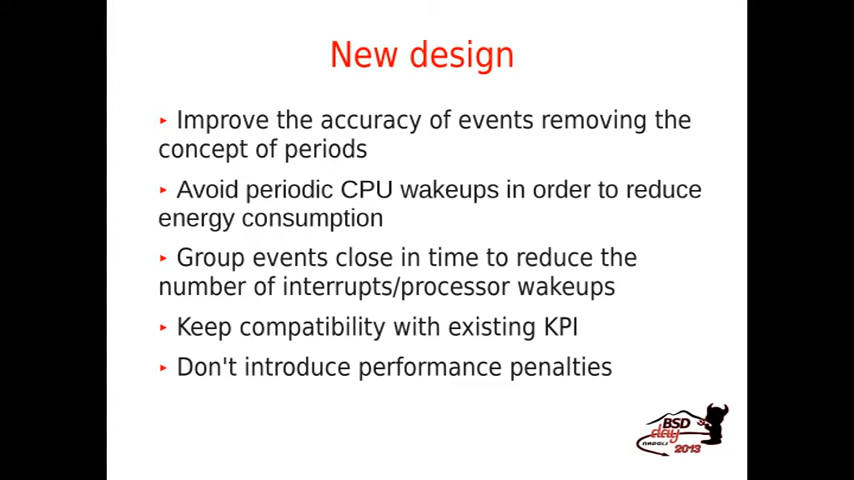 New design
▸ Improve the accuracy of events removing the
concept of periods
▸ Avoid periodic CPU wakeups in order to reduce
energy consumption
▸ Group events close in time to reduce the
number of interrupts/processor wakeups
▸ Keep compatibility with existing KPI
▸ Don't introduce performance penalties
BSD
day
NAPOLI
2013